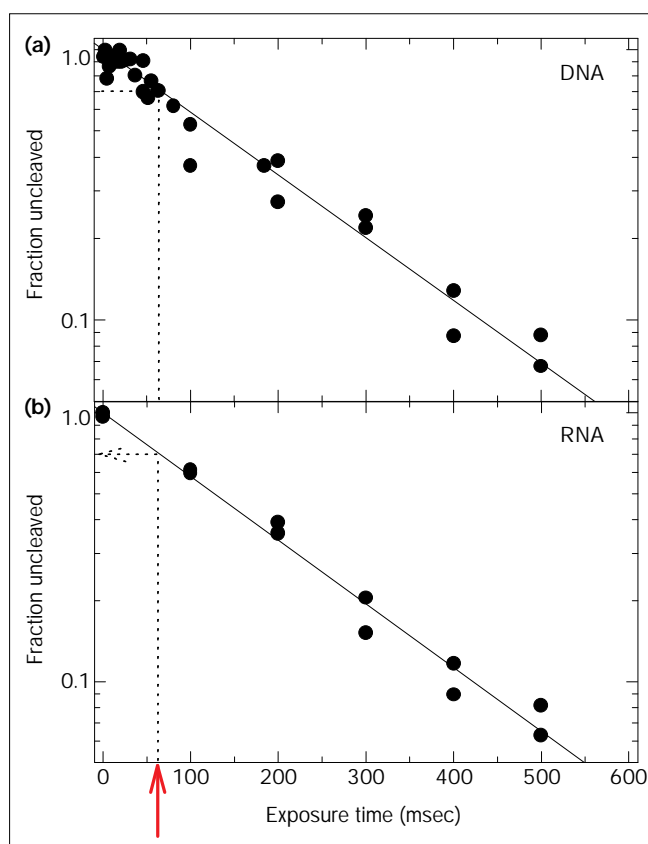 (a)
DNA
1.0
Fraction uncleaved
0.1
(b)
RNA
1.0
Fraction uncleaved
0.1
0 100 200 300 400 500 600
Exposure time (msec)